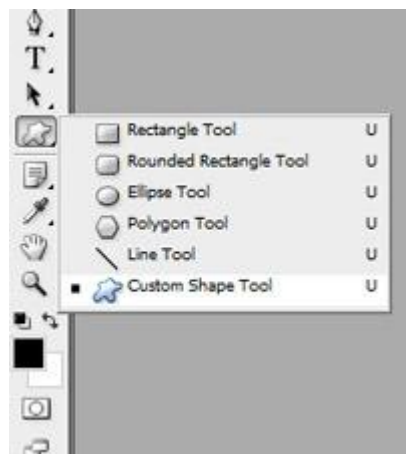 T
Rectangle Tool U
Rounded Rectangle Tool U
Ellipse Tool U
Polygon Tool U
Line Tool U
Custom Shape Tool U